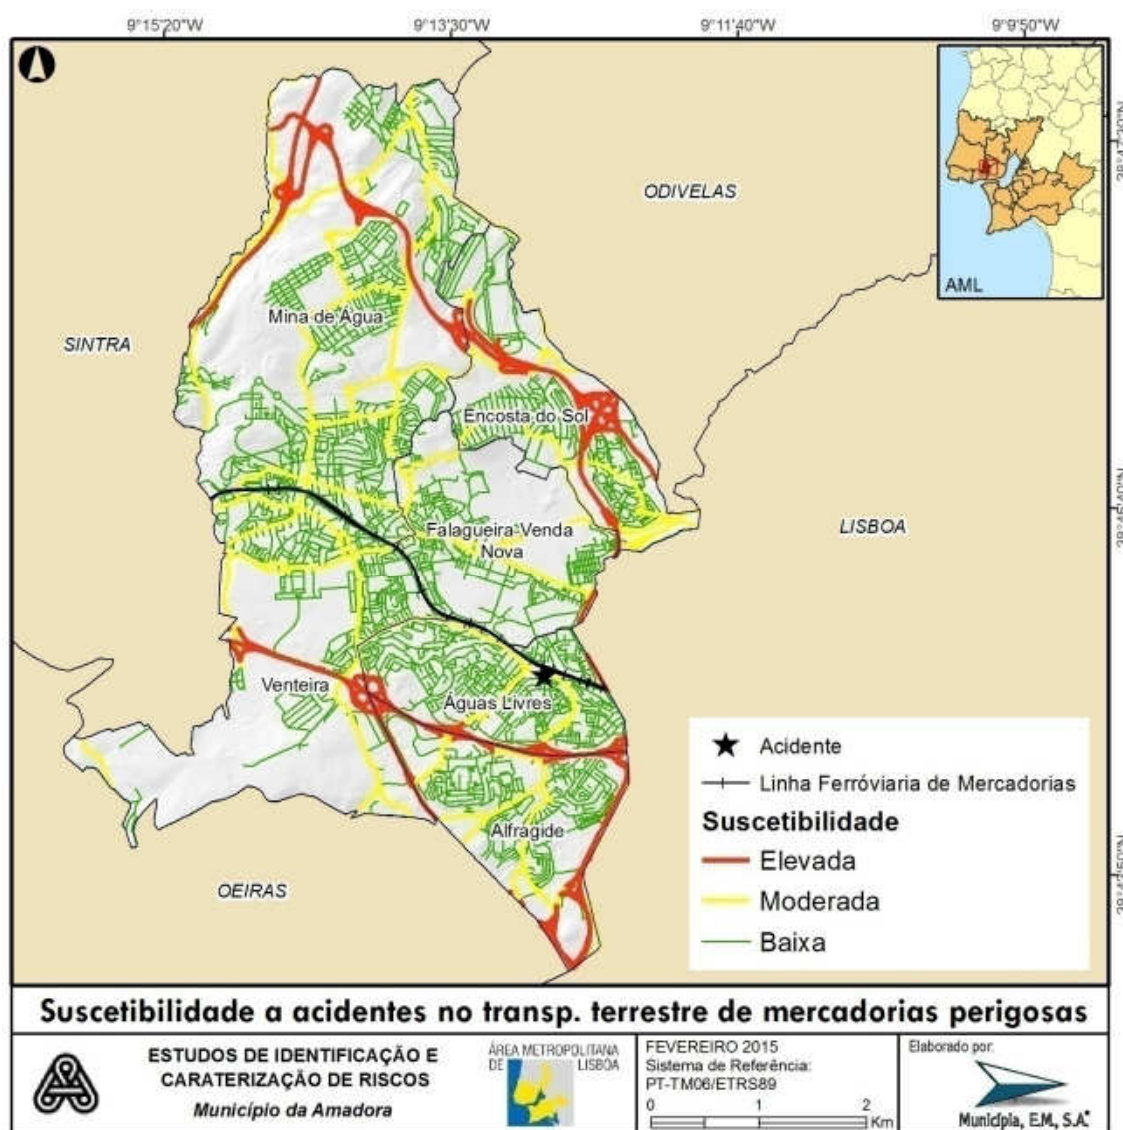 9°15'20"W
9°13'30"W
9°11'40"W
9°9'50"W
AML
ODIVELAS
SINTRA
Mina de Água
Encosta do Sol
LISBOA
Falagueira-Venda
Nova
Venteira
Águas Livres
Alfragide
OEIRAS
Acidente
Linha Ferróviaria de Mercadorias
Suscetibilidade
Elevada
Moderada
Baixa
Suscetibilidade a acidentes no transp. terrestre de mercadorias perigosas
ESTUDOS DE IDENTIFICAÇÃO E
CARATERIZAÇÃO DE RISCOS
Município da Amadora
ÁREA METROPOLITANA
DE LISBOA
FEVEREIRO 2015
Sistema de Referência:
PT-TM06/ETRS89
0 1 2
Km
Elaborado por:
Municípia, E.M., S.A.